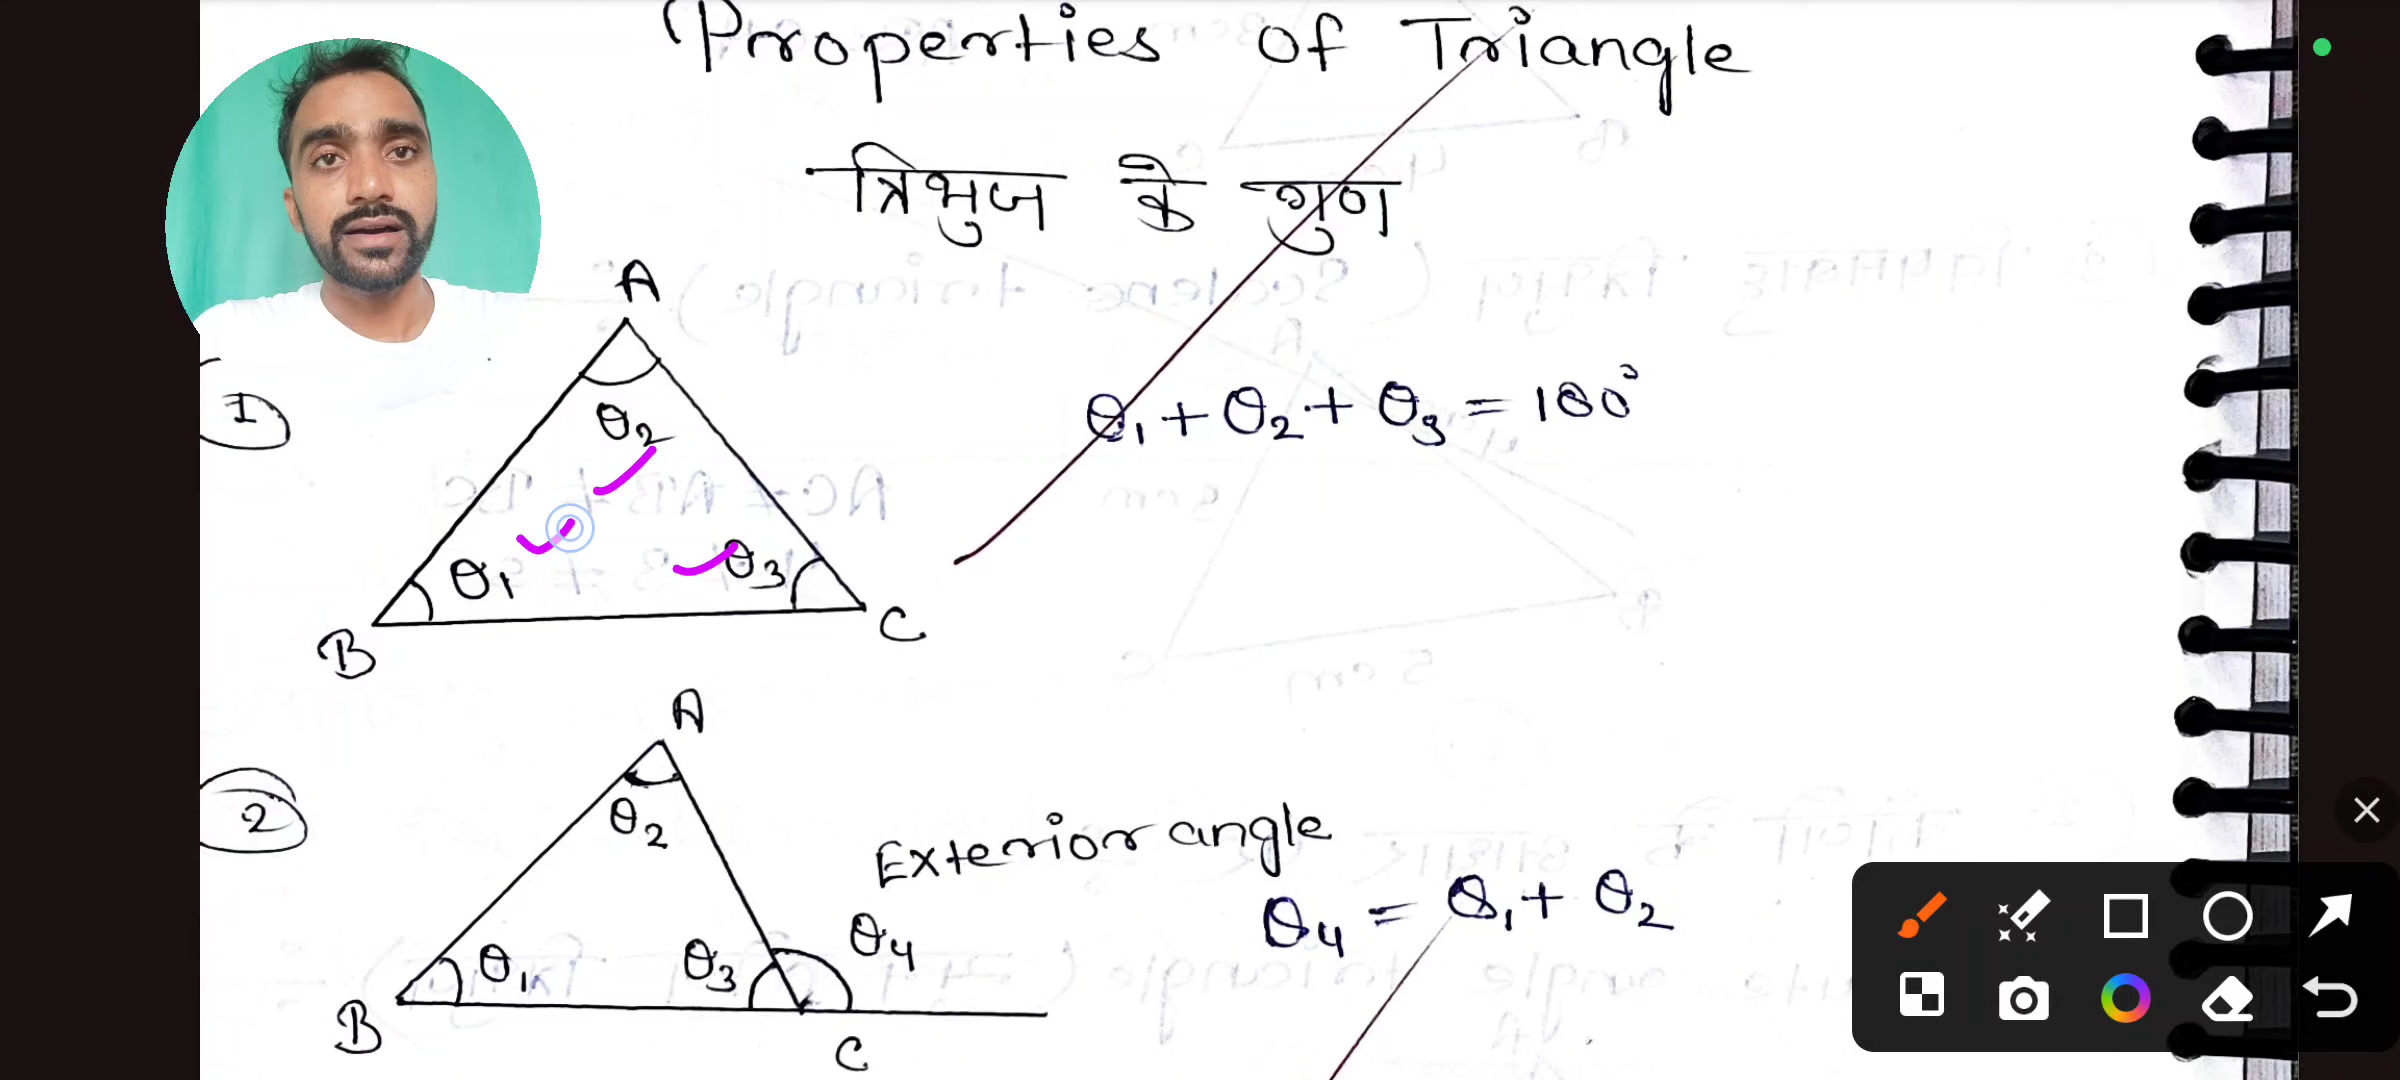 Properties of Triangle
त्रिभुज के गुण
1
A
θ2
θ1
θ3
B
C
θ1 + θ2 + θ3 = 180°
2
A
θ2
θ1
θ3
θ4
B
C
Exterior angle
θ4 = θ1 + θ2